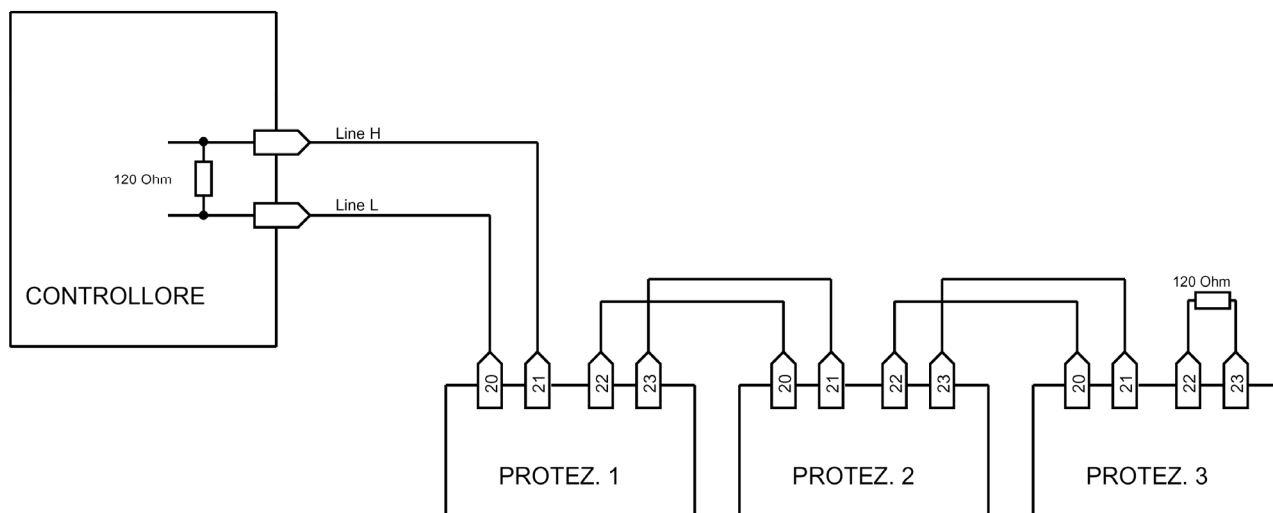 Line H
120 Ohm
Line L
CONTROLLORE
120 Ohm
20 21 22 23 20 21 22 23 20 21 22 23
PROTEZ. 1 PROTEZ. 2 PROTEZ. 3